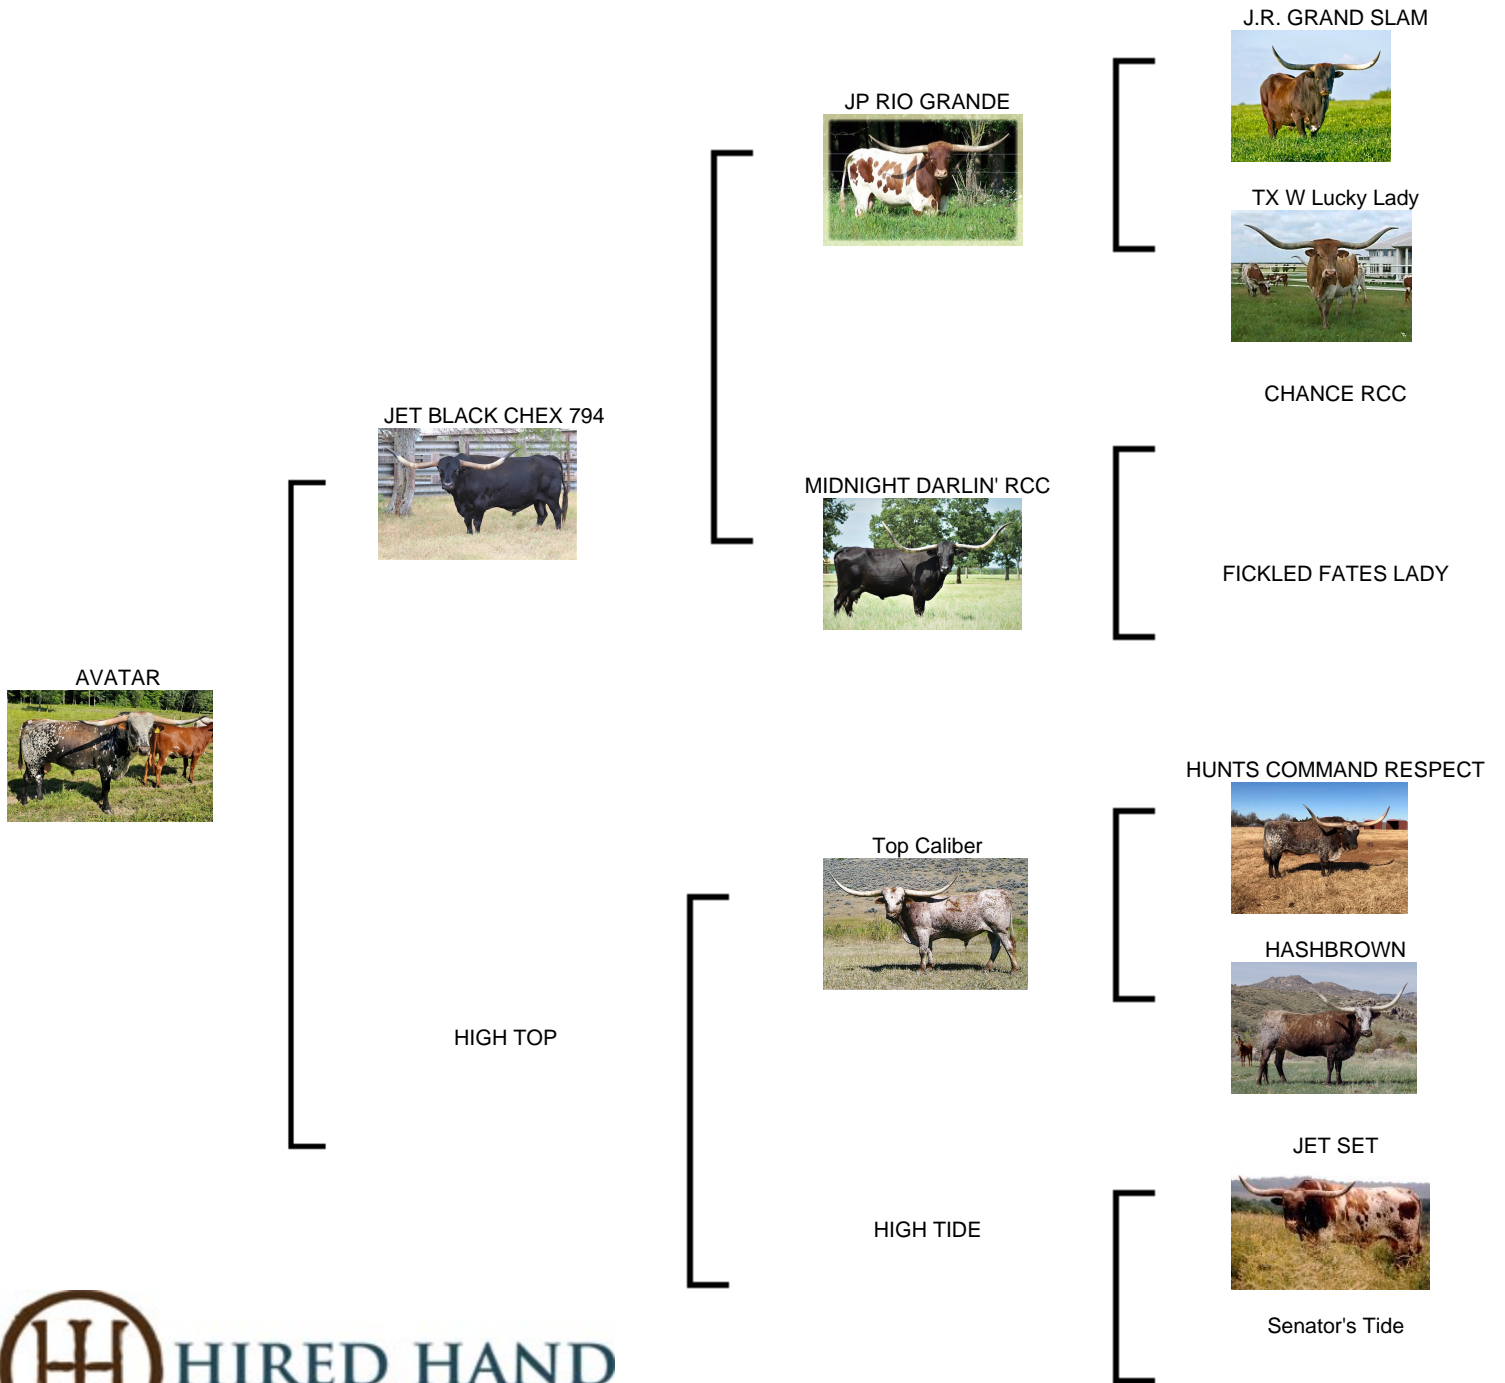 J.R. GRAND SLAM
JP RIO GRANDE
TX W Lucky Lady
CHANCE RCC
JET BLACK CHEX 794
MIDNIGHT DARLIN' RCC
FICKLED FATES LADY
AVATAR
HUNTS COMMAND RESPECT
Top Caliber
HASHBROWN
HIGH TOP
JET SET
HIGH TIDE
Senator's Tide
HIRED HAND